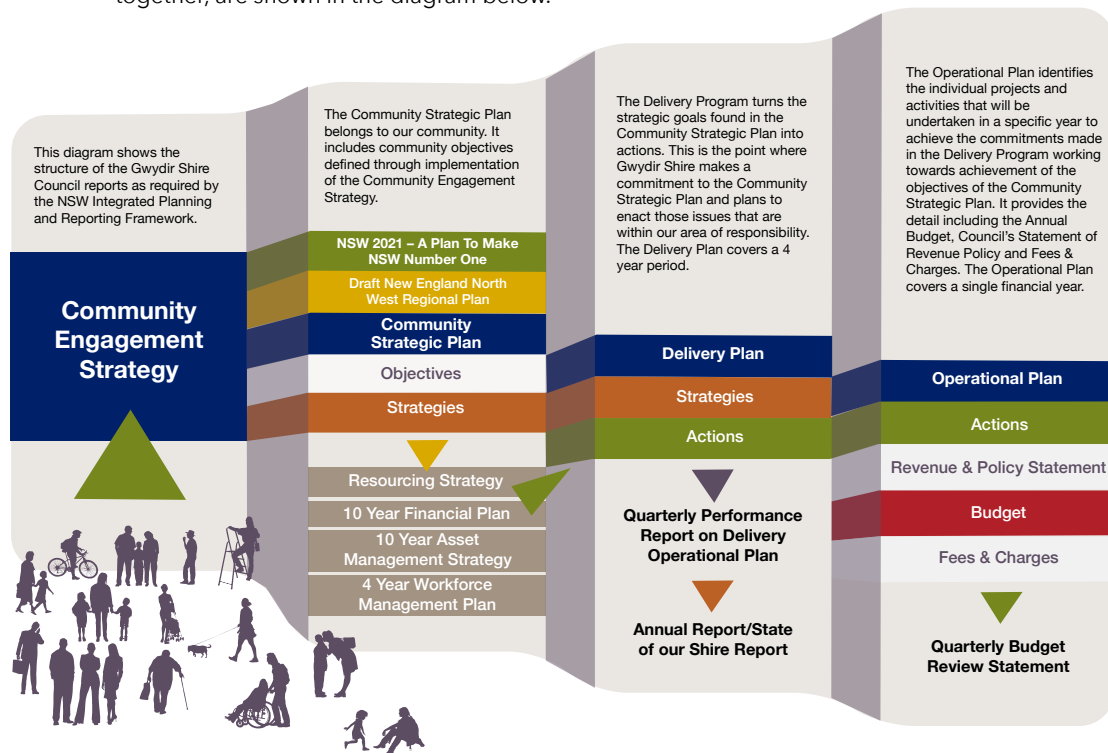 together, are shown in the diagram below.
This diagram shows the
structure of the Gwydir Shire
Council reports as required by
the NSW Integrated Planning
and Reporting Framework.
Community
Engagement
Strategy
The Community Strategic Plan
belongs to our community. It
includes community objectives
defined through implementation
of the Community Engagement
Strategy.
NSW 2021 – A Plan To Make
NSW Number One
Draft New England North
West Regional Plan
Community
Strategic Plan
Objectives
Strategies
Resourcing Strategy
10 Year Financial Plan
10 Year Asset
Management Strategy
4 Year Workforce
Management Plan
The Delivery Program turns the
strategic goals found in the
Community Strategic Plan into
actions. This is the point where
Gwydir Shire makes a
commitment to the Community
Strategic Plan and plans to
enact those issues that are
within our area of responsibility.
The Delivery Plan covers a 4
year period.
Delivery Plan
Strategies
Actions
Quarterly Performance
Report on Delivery
Operational Plan
Annual Report/State
of our Shire Report
The Operational Plan identifies
the individual projects and
activities that will be
undertaken in a specific year to
achieve the commitments made
in the Delivery Program working
towards achievement of the
objectives of the Community
Strategic Plan. It provides the
detail including the Annual
Budget, Council's Statement of
Revenue Policy and Fees &
Charges. The Operational Plan
covers a single financial year.
Operational Plan
Actions
Revenue & Policy Statement
Budget
Fees & Charges
Quarterly Budget
Review Statement